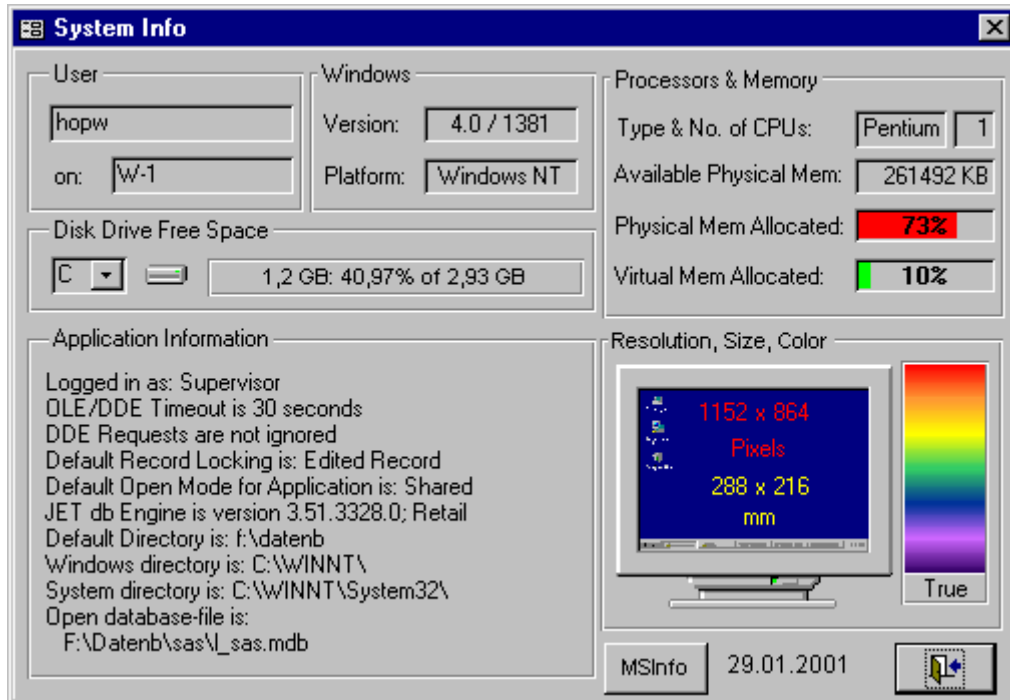 System Info
User
hopw
on: W-1
Windows
Version: 4.0 / 1381
Platform: Windows NT
Processors & Memory
Type & No. of CPUs: Pentium 1
Available Physical Mem: 261492 KB
Physical Mem Allocated: 73%
Virtual Mem Allocated: 10%
Disk Drive Free Space
C 1,2 GB: 40,97% of 2,93 GB
Application Information
Logged in as: Supervisor
OLE/DDE Timeout is 30 seconds
DDE Requests are not ignored
Default Record Locking is: Edited Record
Default Open Mode for Application is: Shared
JET db Engine is version 3.51.3328.0; Retail
Default Directory is: f:\datenb
Windows directory is: C:\WINNT\
System directory is: C:\WINNT\System32\
Open database-file is:
F:\Datenb\sas\l_sas.mdb
Resolution, Size, Color
1152 x 864
Pixels
288 x 216
mm
True
MSInfo 29.01.2001